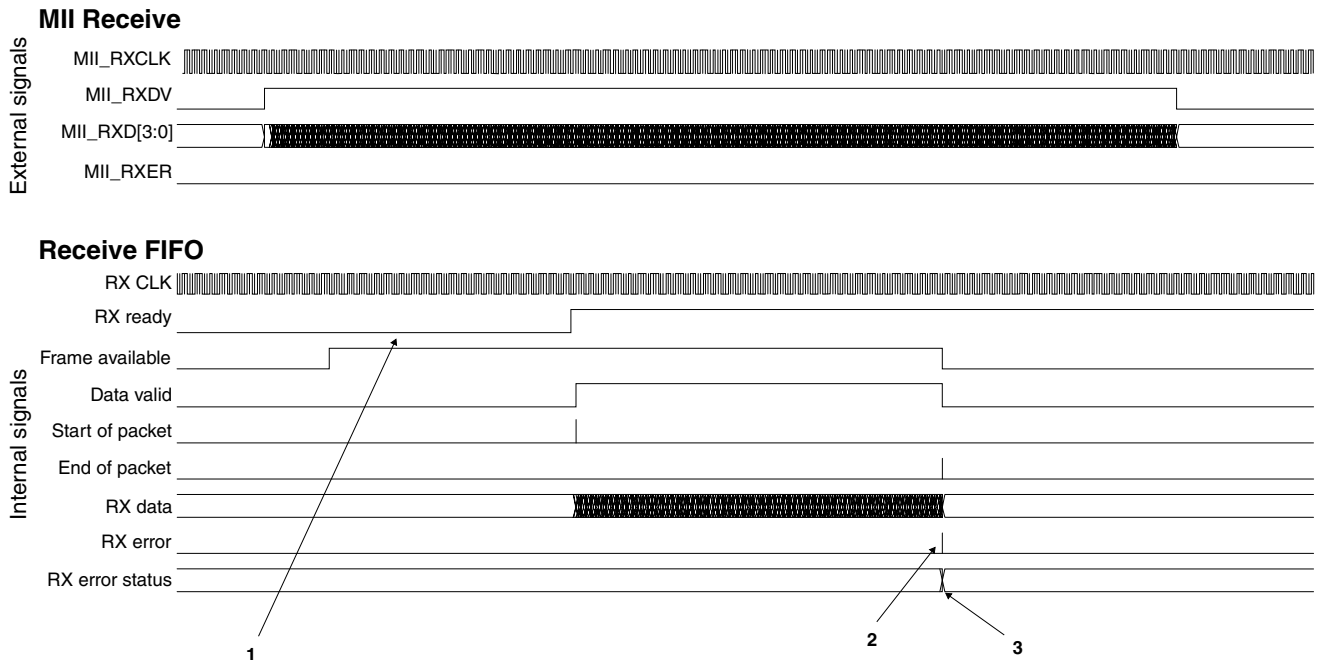 MII Receive
External signals
MII_RXCLK
MII_RXDV
MII_RXD[3:0]
MII_RXER
Receive FIFO
Internal signals
RX CLK
RX ready
Frame available
Data valid
Start of packet
End of packet
RX data
RX error
RX error status
1
2
3